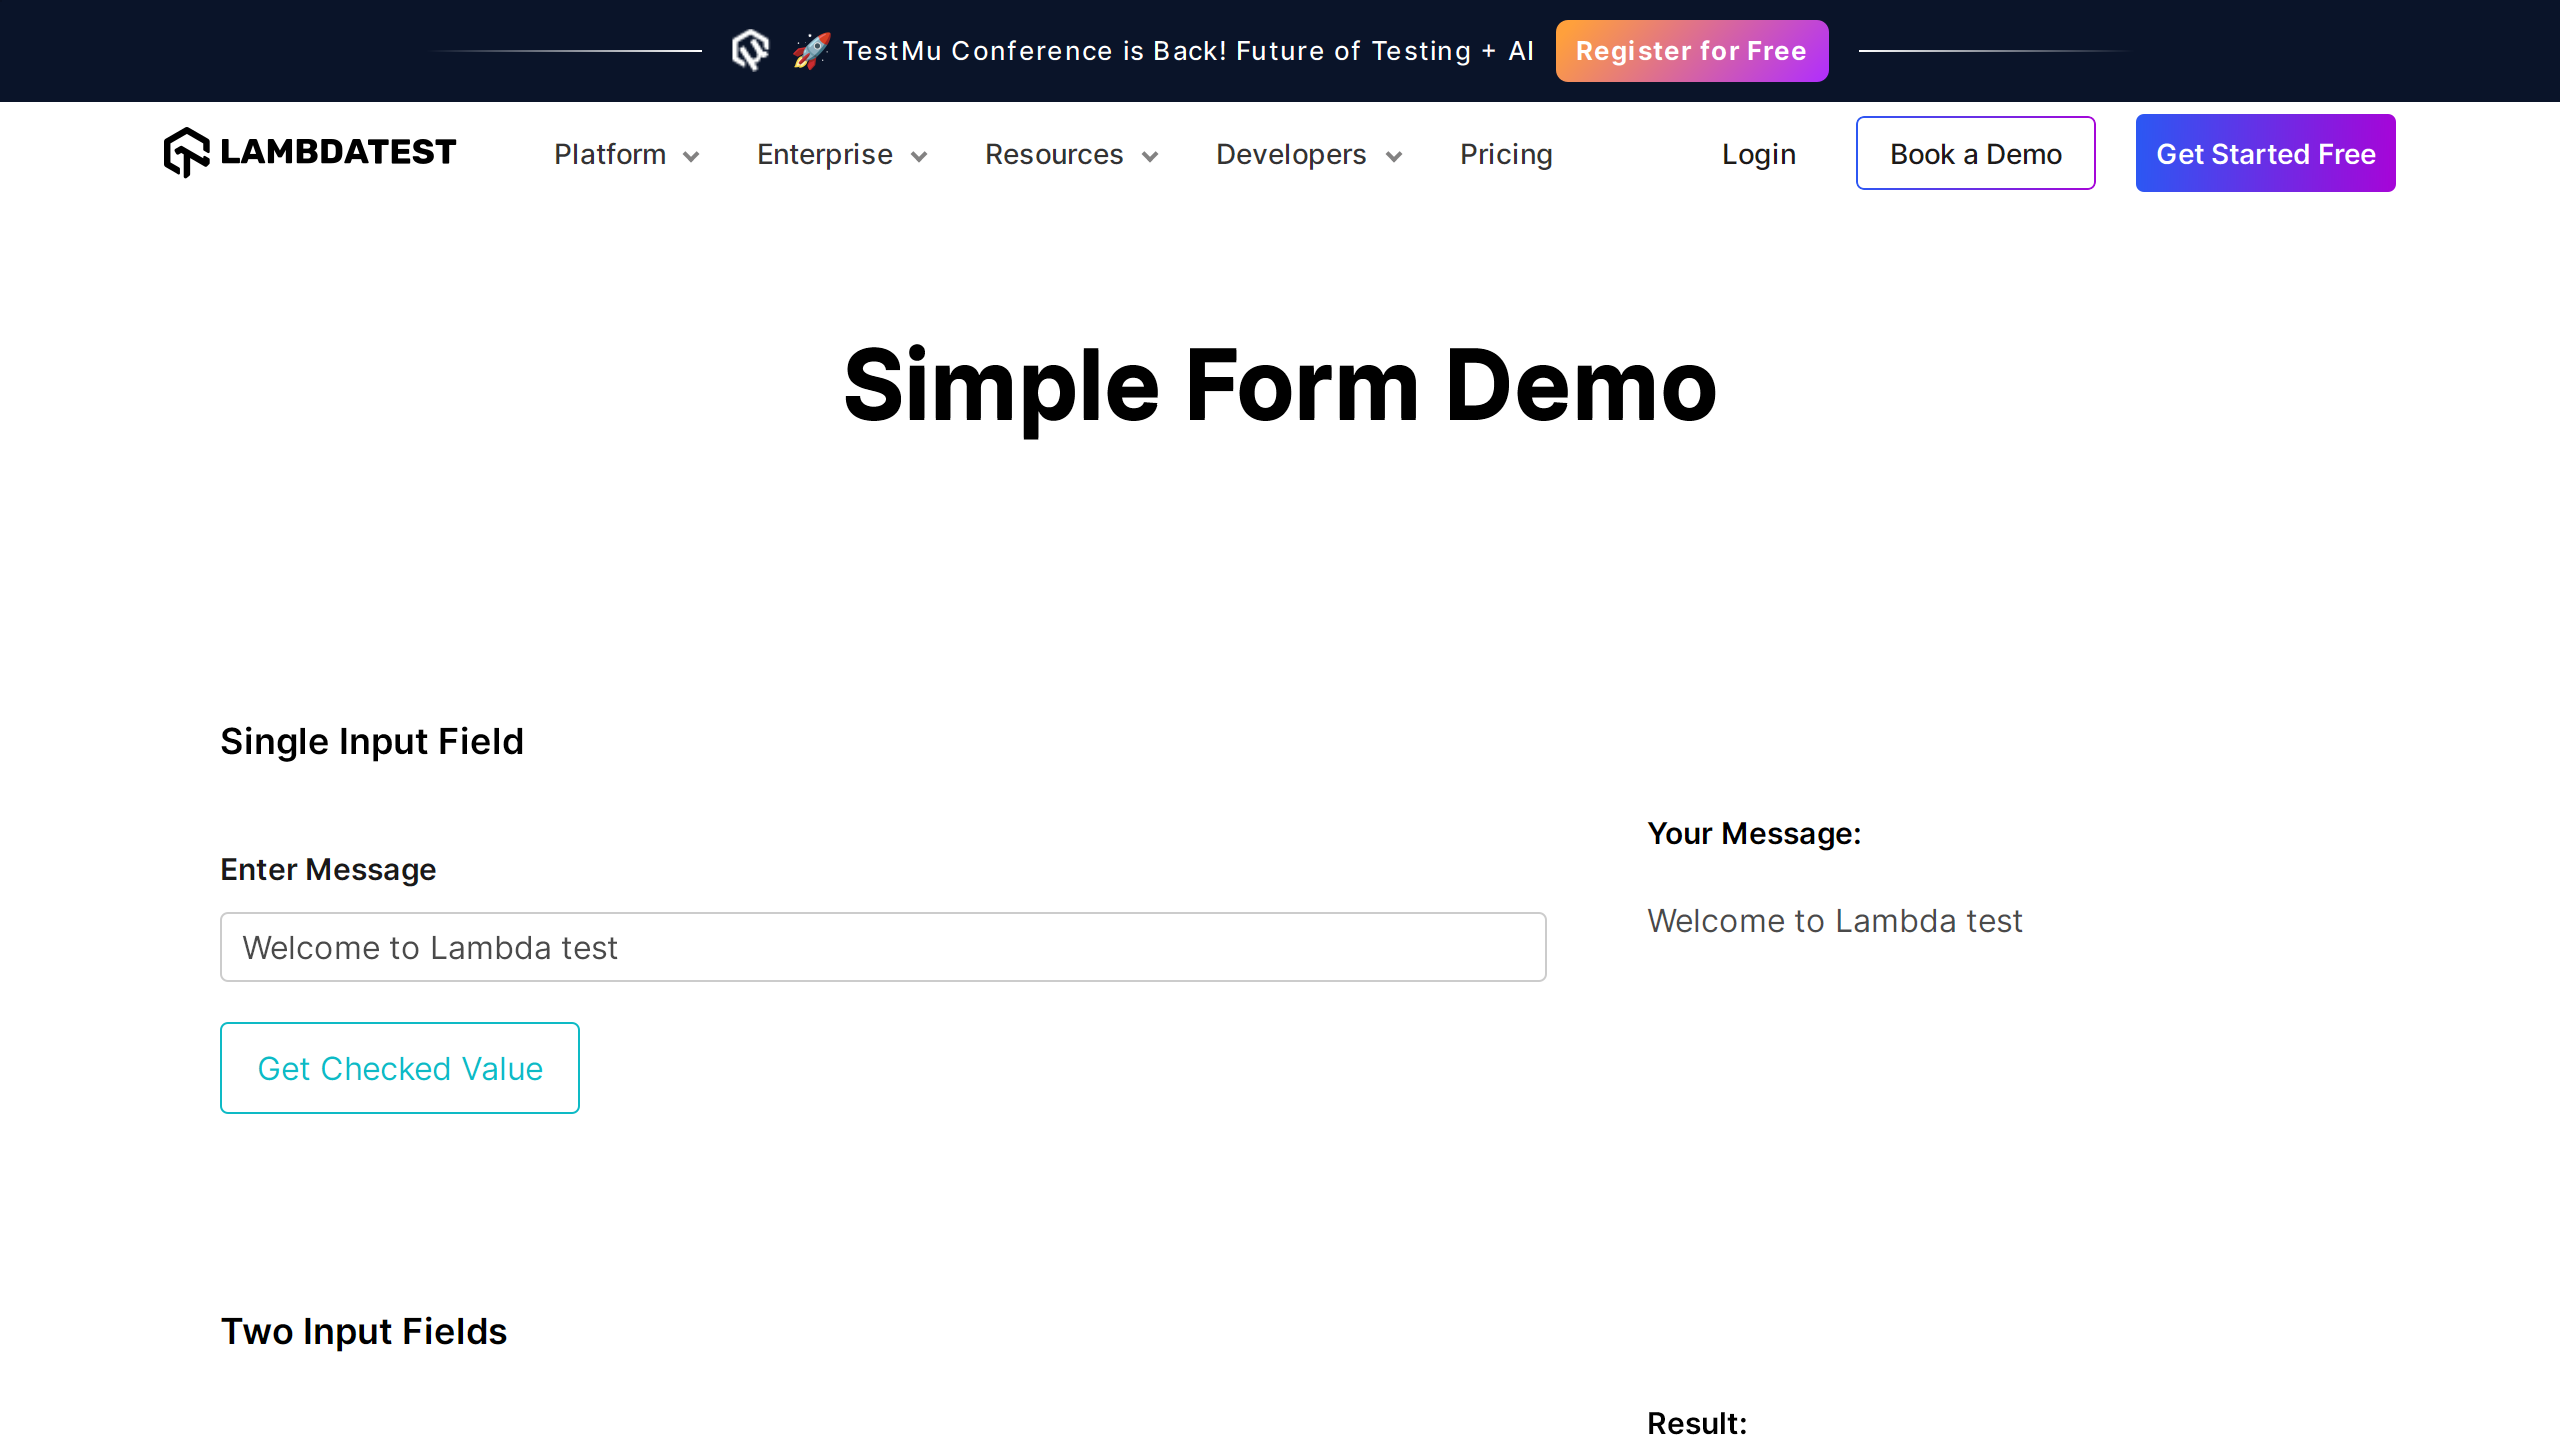 🚀 TestMu Conference is Back! Future of Testing + AI Register for Free
LAMBDATEST Platform Enterprise Resources Developers Pricing Login Book a Demo Get Started Free
Simple Form Demo
Single Input Field
Your Message:
Enter Message
Welcome to Lambda test
Welcome to Lambda test
Get Checked Value
Two Input Fields
Result: